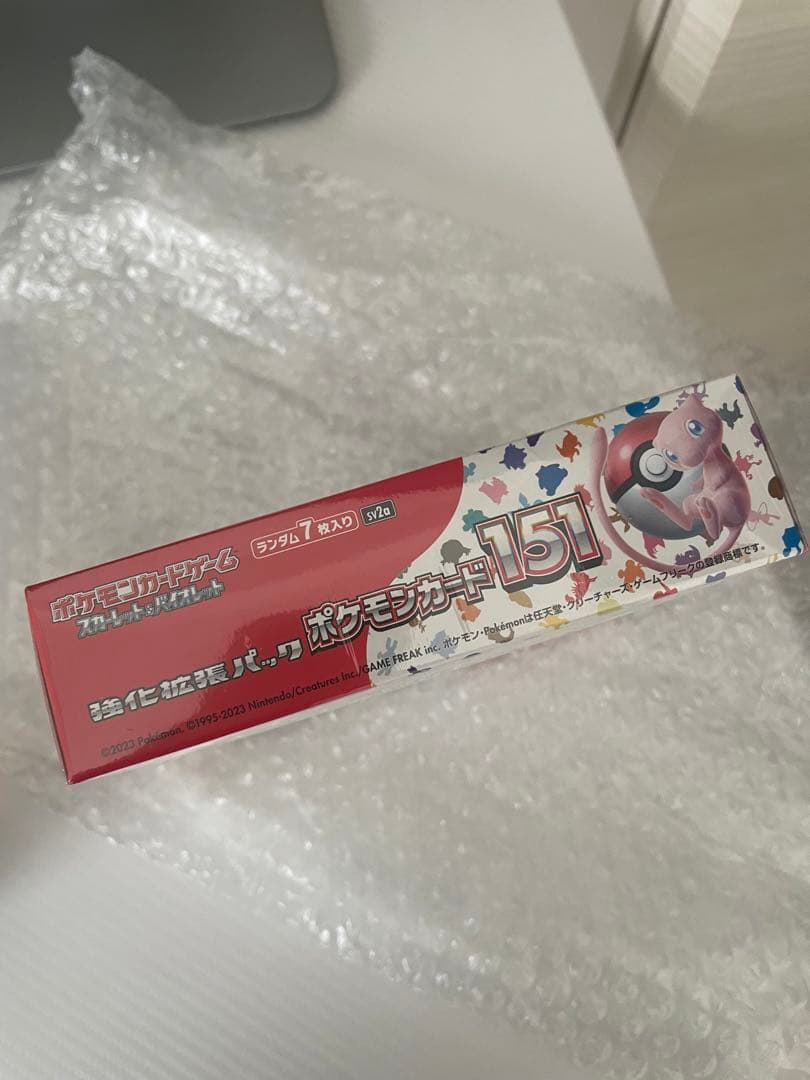 ポケモンカードゲーム
スカーレット&バイオレット
ランダム7枚入り
sv2a
強化拡張パック ポケモンカード151
©2023 Pokémon. ©1995-2023 Nintendo/Creatures Inc./GAME FREAK inc. ポケモン・Pokémonは任天堂・クリーチャーズ・ゲームフリークの登録商標です。